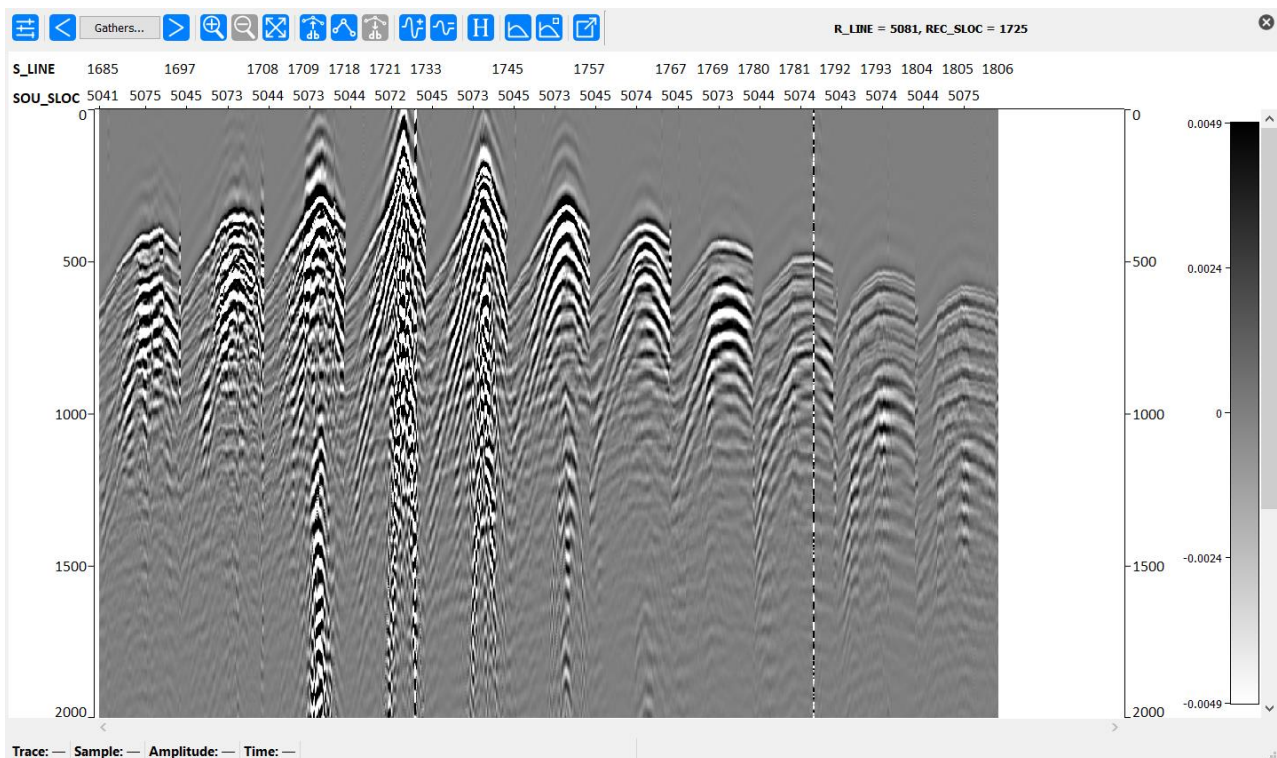 Gathers... H R_LINE = 5081, REC_SLOC = 1725
S_LINE 1685 1697 1708 1709 1718 1721 1733 1745 1757 1767 1769 1780 1781 1792 1793 1804 1805 1806
SOU_SLOC 5041 5075 5045 5073 5044 5073 5044 5072 5045 5073 5045 5073 5045 5074 5045 5073 5044 5074 5043 5074 5044 5075
0 0
0.0049
500 500
0.0024
1000 1000
0
1500 1500
-0.0024
2000 2000
-0.0049
Trace: — Sample: — Amplitude: — Time: —